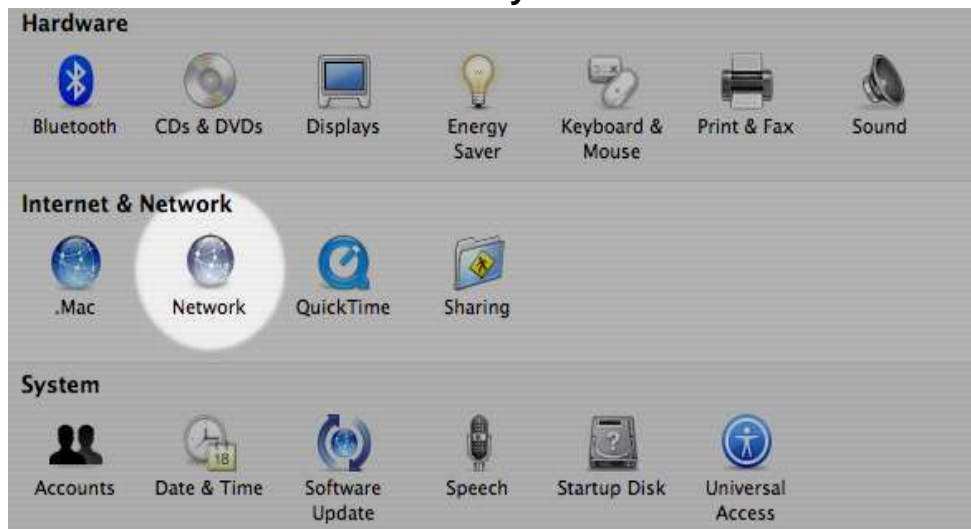 Hardware
Bluetooth CDs & DVDs Displays Energy Saver Keyboard & Mouse Print & Fax Sound
Internet & Network
.Mac Network QuickTime Sharing
System
Accounts Date & Time Software Update Speech Startup Disk Universal Access
18